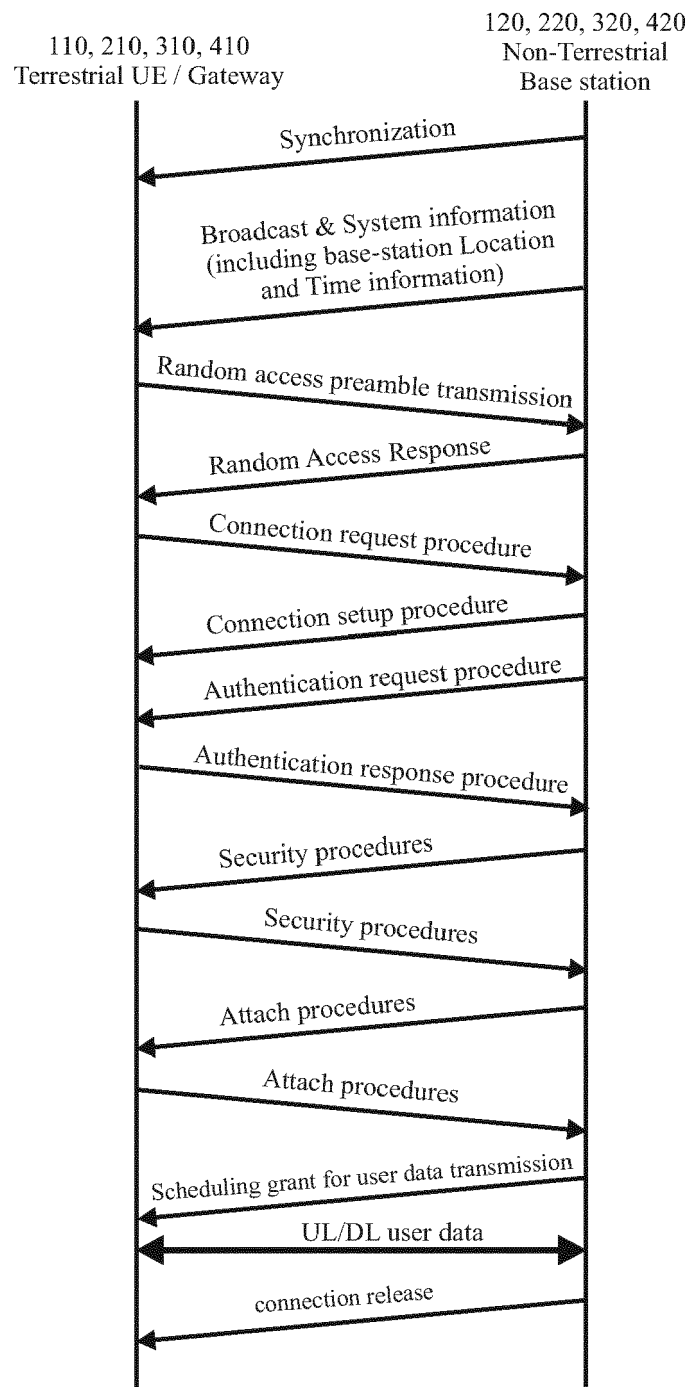 110, 210, 310, 410
Terrestrial UE / Gateway
120, 220, 320, 420
Non-Terrestrial
Base station
Synchronization
Broadcast & System information
(including base-station Location
and Time information)
Random access preamble transmission
Random Access Response
Connection request procedure
Connection setup procedure
Authentication request procedure
Authentication response procedure
Security procedures
Security procedures
Attach procedures
Attach procedures
Scheduling grant for user data transmission
UL/DL user data
connection release